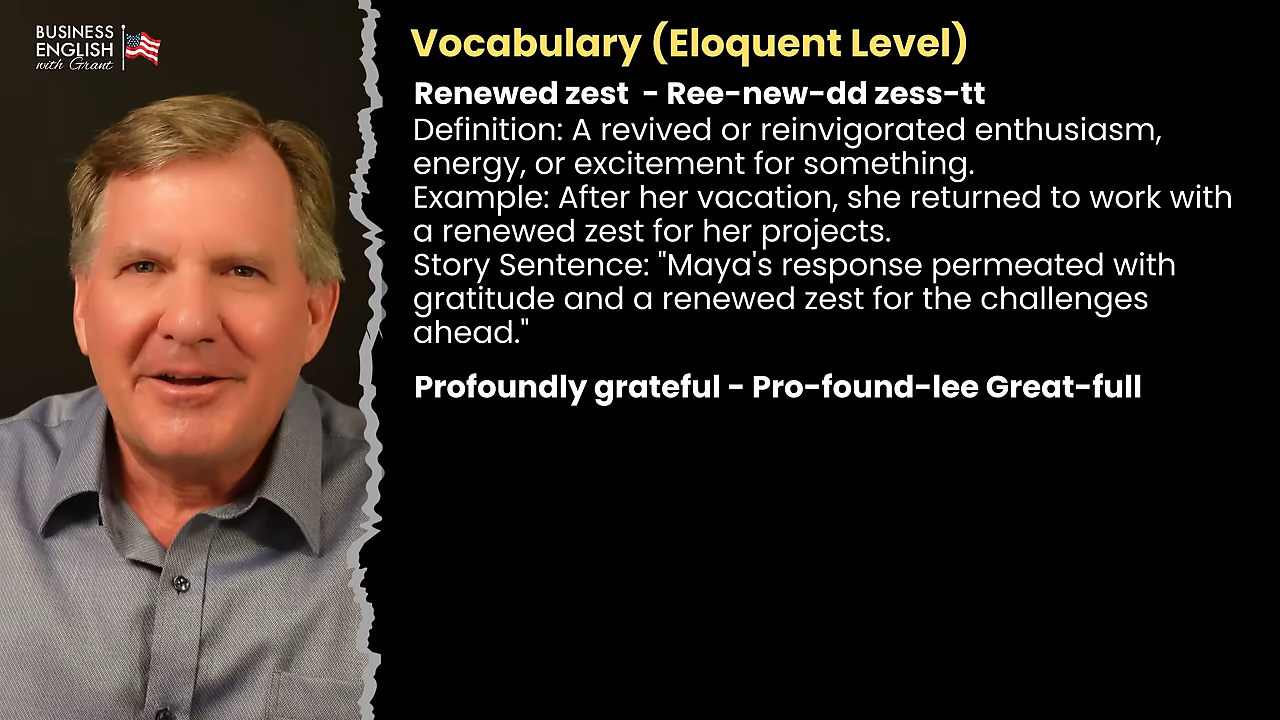 BUSINESS
ENGLISH
with Grant
Vocabulary (Eloquent Level)
Renewed zest - Ree-new-dd zess-tt
Definition: A revived or reinvigorated enthusiasm,
energy, or excitement for something.
Example: After her vacation, she returned to work with
a renewed zest for her projects.
Story Sentence: "Maya's response permeated with
gratitude and a renewed zest for the challenges
ahead."
Profoundly grateful - Pro-found-lee Great-full